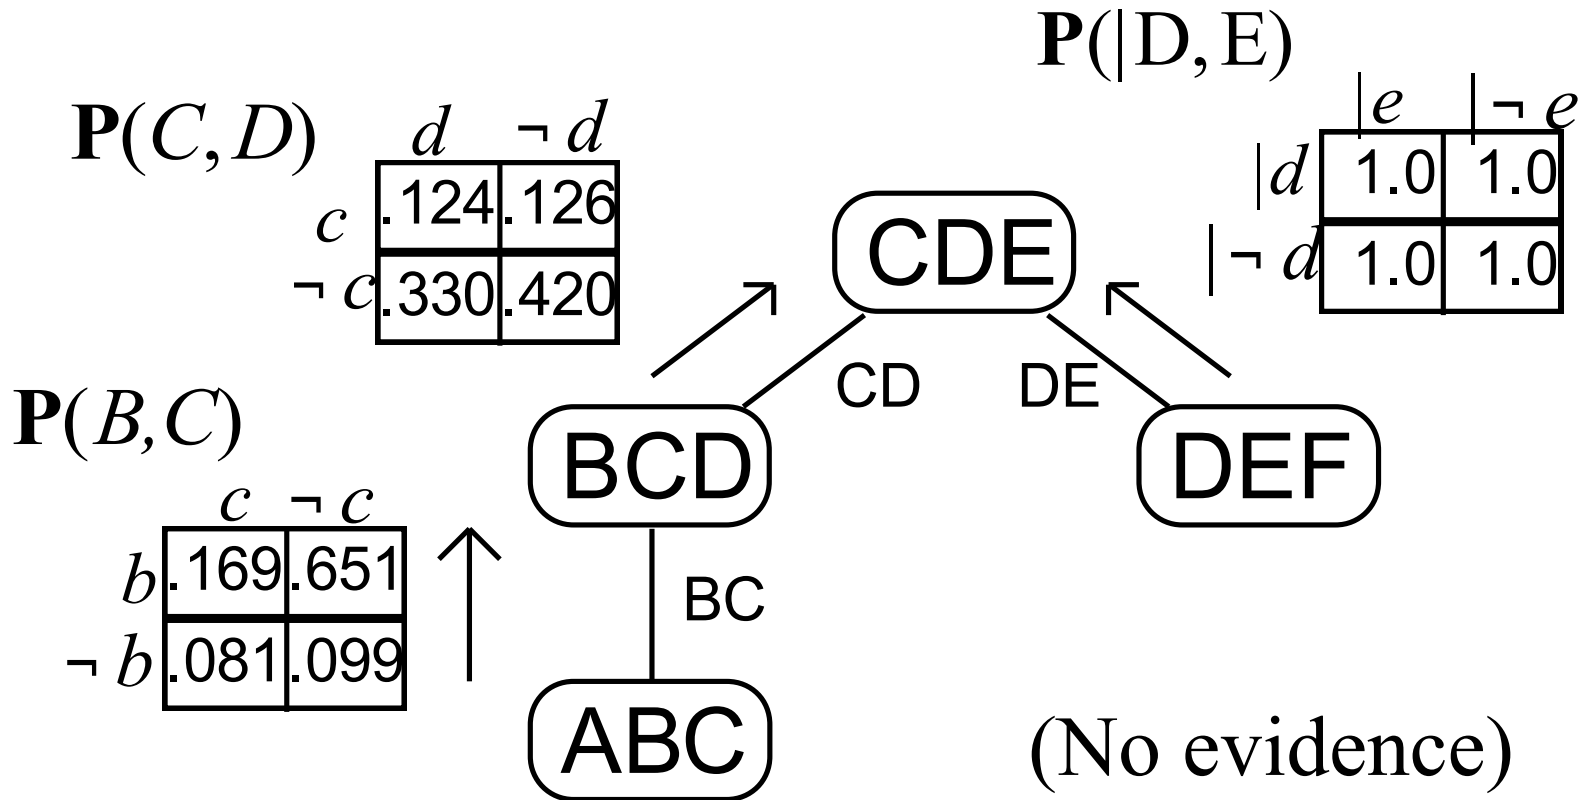 P(|D,E)
|e |¬ e
|d 1.0 1.0
|¬ d 1.0 1.0
P(C,D)
d ¬ d
c .124 .126
¬ c .330 .420
CDE
CD DE
P(B,C)
BCD DEF
c ¬ c
b .169 .651
¬ b .081 .099
BC
ABC
(No evidence)